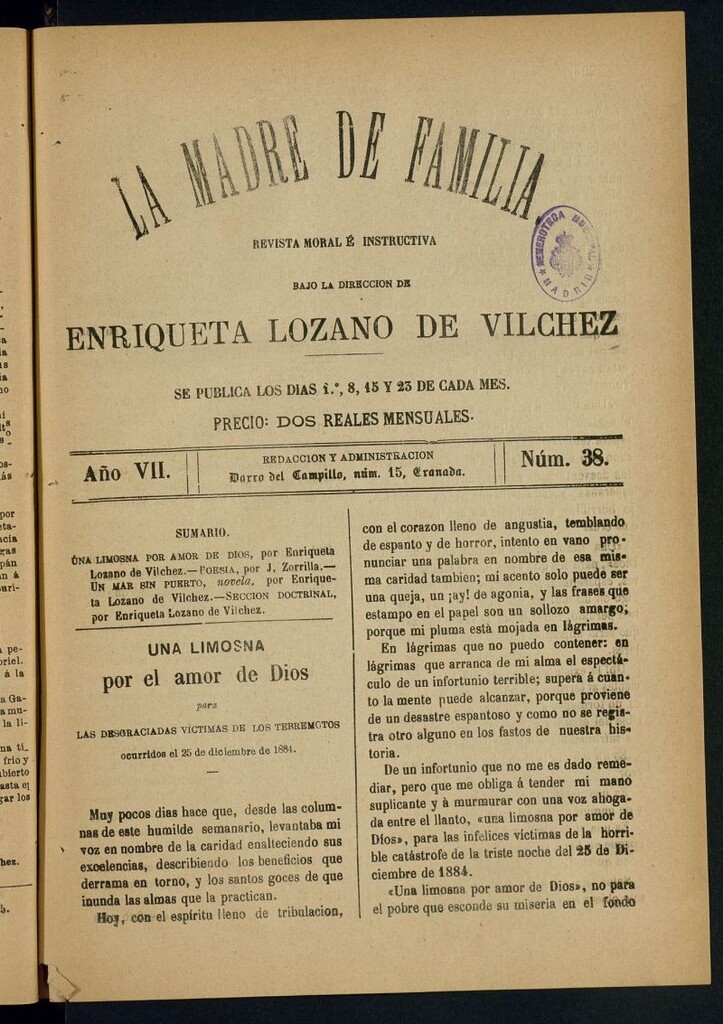 LA MADRE DE FAMILIA
REVISTA MORAL É INSTRUCTIVA
BAJO LA DIRECCION DE
ENRIQUETA LOZANO DE VILCHEZ
SE PUBLICA LOS DIAS 1.º, 8, 15 Y 23 DE CADA MES.
PRECIO: DOS REALES MENSUALES.
Año VII.
REDACCION Y ADMINISTRACION
Darro del Campillo, núm. 15, Granada.
Núm. 38.
HEMEROTECA MUNICIPAL
MADRID
SUMARIO.
UNA LIMOSNA POR AMOR DE DIOS, por Enriqueta
Lozano de Vilchez.—POESIA, por J. Zorrilla.—
UN MAR SIN PUERTO, novela, por Enrique-
ta Lozano de Vilchez.—SECCION DOCTRINAL,
por Enriqueta Lozano de Vilchez.
UNA LIMOSNA
por el amor de Dios
para
LAS DESGRACIADAS VÍCTIMAS DE LOS TERREMOTOS
ocurridos el 25 de diciembre de 1884.
Muy pocos dias hace que, desde las colum-
nas de este humilde semanario, levantaba mi
voz en nombre de la caridad enalteciendo sus
excelencias, describiendo los beneficios que
derrama en torno, y los santos goces de que
inunda las almas que la practican.
Hoy, con el espíritu lleno de tribulacion,
con el corazon lleno de angustia, temblando
de espanto y de horror, intento en vano pro-
nunciar una palabra en nombre de esa mis-
ma caridad tambien; mi acento solo puede ser
una queja, un ¡ay! de agonia, y las frases que
estampo en el papel son un sollozo amargo;
porque mi pluma está mojada en lágrimas.
En lágrimas que no puedo contener: en
lágrimas que arranca de mi alma el espectá-
culo de un infortunio terrible; supera á cuan-
to la mente puede alcanzar, porque proviene
de un desastre espantoso y como no se regis-
tra otro alguno en los fastos de nuestra his-
toria.
De un infortunio que no me es dado reme-
diar, pero que me obliga á tender mi mano
suplicante y á murmurar con una voz ahoga-
da entre el llanto, «una limosna por amor de
Dios», para las infelices víctimas de la horri-
ble catástrofe de la triste noche del 25 de Di-
ciembre de 1884.
«Una limosna por amor de Dios», no para
el pobre que esconde su miseria en el fondo